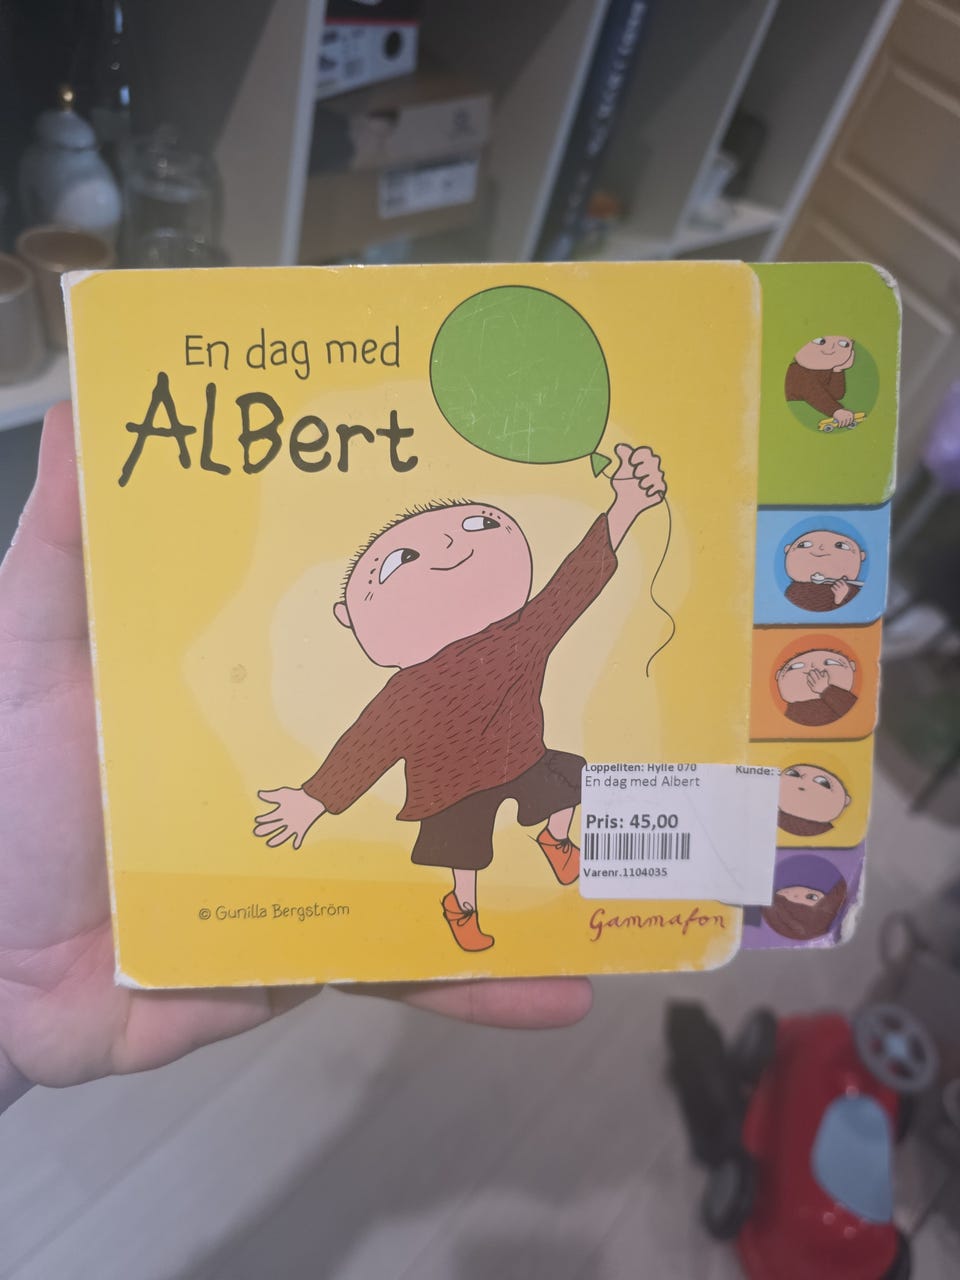 En dag med
ALBert
Loppeliten: Hylle 070 Kunde:
En dag med Albert
Pris: 45,00
Varenr.1104035
© Gunilla Bergström
Gammafon